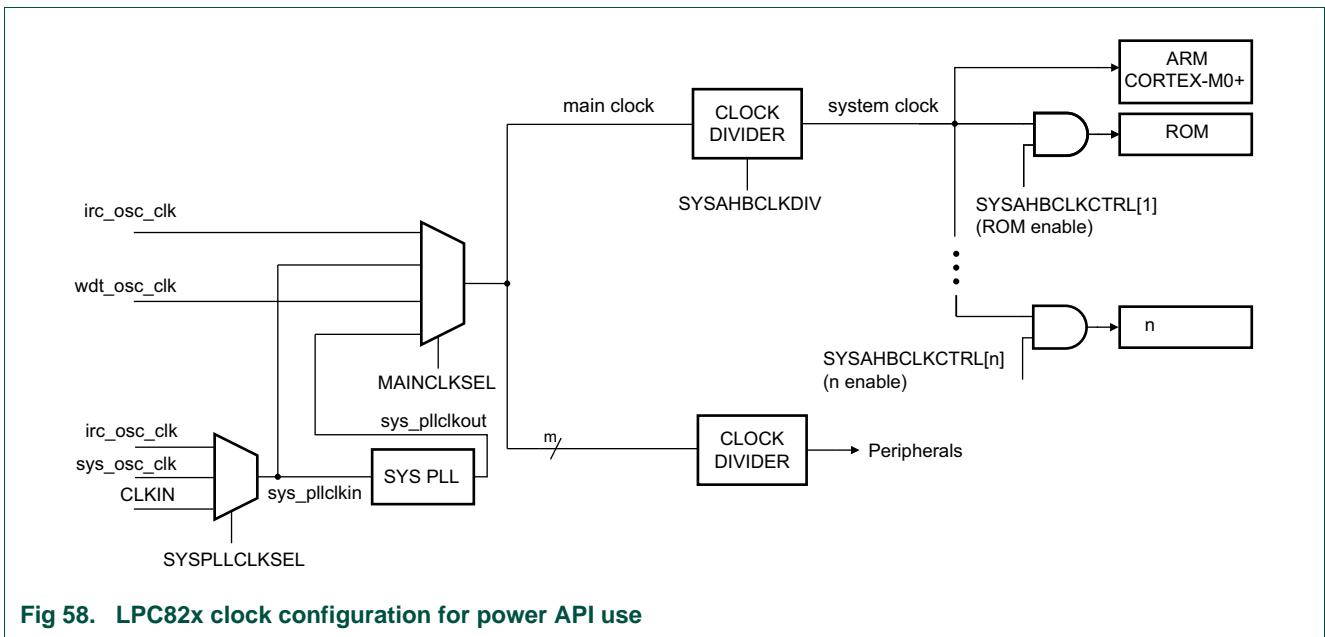 ARM
CORTEX-M0+
main clock
CLOCK
DIVIDER
system clock
ROM
SYSAHBCLKDIV
SYSAHBCLKCTRL[1]
(ROM enable)
irc_osc_clk
wdt_osc_clk
n
SYSAHBCLKCTRL[n]
(n enable)
MAINCLKSEL
sys_pllclkout
irc_osc_clk
sys_osc_clk
CLKIN
sys_pllclkin
SYS PLL
m
CLOCK
DIVIDER
Peripherals
SYSPLLCLKSEL
Fig 58. LPC82x clock configuration for power API use